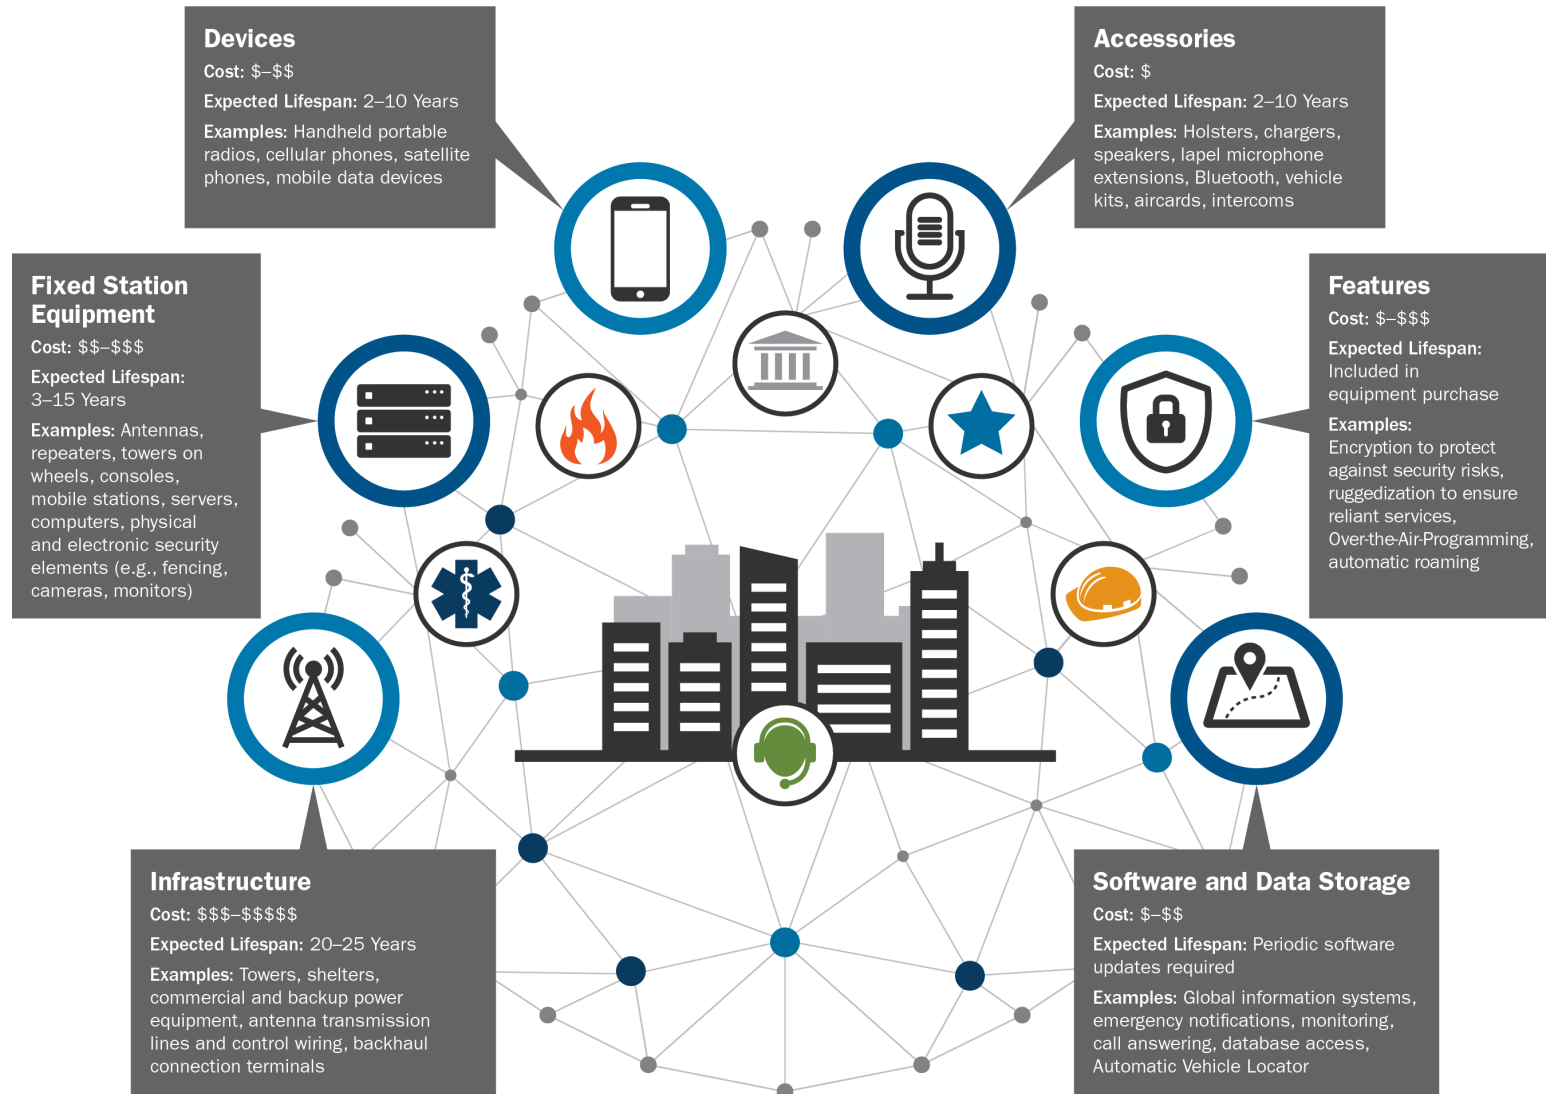 Devices
Cost: $–$$
Expected Lifespan: 2–10 Years
Examples: Handheld portable
radios, cellular phones, satellite
phones, mobile data devices
Accessories
Cost: $
Expected Lifespan: 2–10 Years
Examples: Holsters, chargers,
speakers, lapel microphone
extensions, Bluetooth, vehicle
kits, aircards, intercoms
Fixed Station
Equipment
Cost: $$–$$$
Expected Lifespan:
3–15 Years
Examples: Antennas,
repeaters, towers on
wheels, consoles,
mobile stations, servers,
computers, physical
and electronic security
elements (e.g., fencing,
cameras, monitors)
Features
Cost: $–$$$
Expected Lifespan:
Included in
equipment purchase
Examples:
Encryption to protect
against security risks,
ruggedization to ensure
reliant services,
Over-the-Air-Programming,
automatic roaming
Infrastructure
Cost: $$$–$$$$$
Expected Lifespan: 20–25 Years
Examples: Towers, shelters,
commercial and backup power
equipment, antenna transmission
lines and control wiring, backhaul
connection terminals
Software and Data Storage
Cost: $–$$
Expected Lifespan: Periodic software
updates required
Examples: Global information systems,
emergency notifications, monitoring,
call answering, database access,
Automatic Vehicle Locator